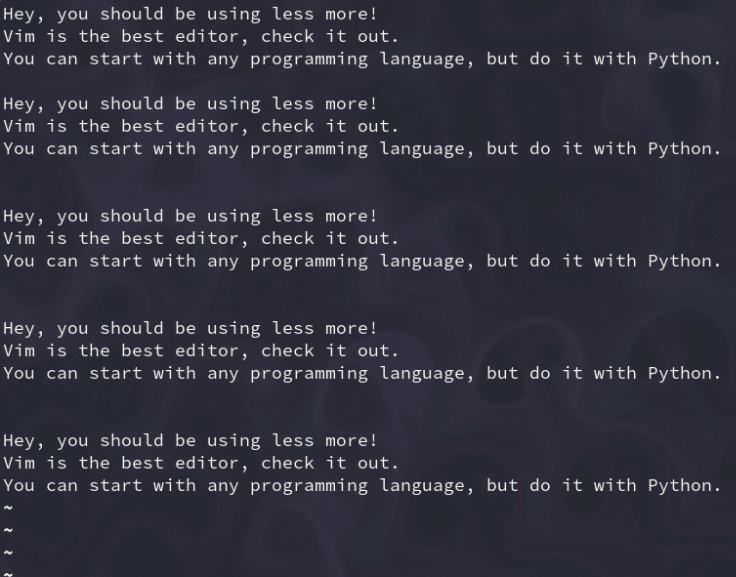 Hey, you should be using less more!
Vim is the best editor, check it out.
You can start with any programming language, but do it with Python.
Hey, you should be using less more!
Vim is the best editor, check it out.
You can start with any programming language, but do it with Python.
Hey, you should be using less more!
Vim is the best editor, check it out.
You can start with any programming language, but do it with Python.
Hey, you should be using less more!
Vim is the best editor, check it out.
You can start with any programming language, but do it with Python.
Hey, you should be using less more!
Vim is the best editor, check it out.
You can start with any programming language, but do it with Python.
~
~
~
~